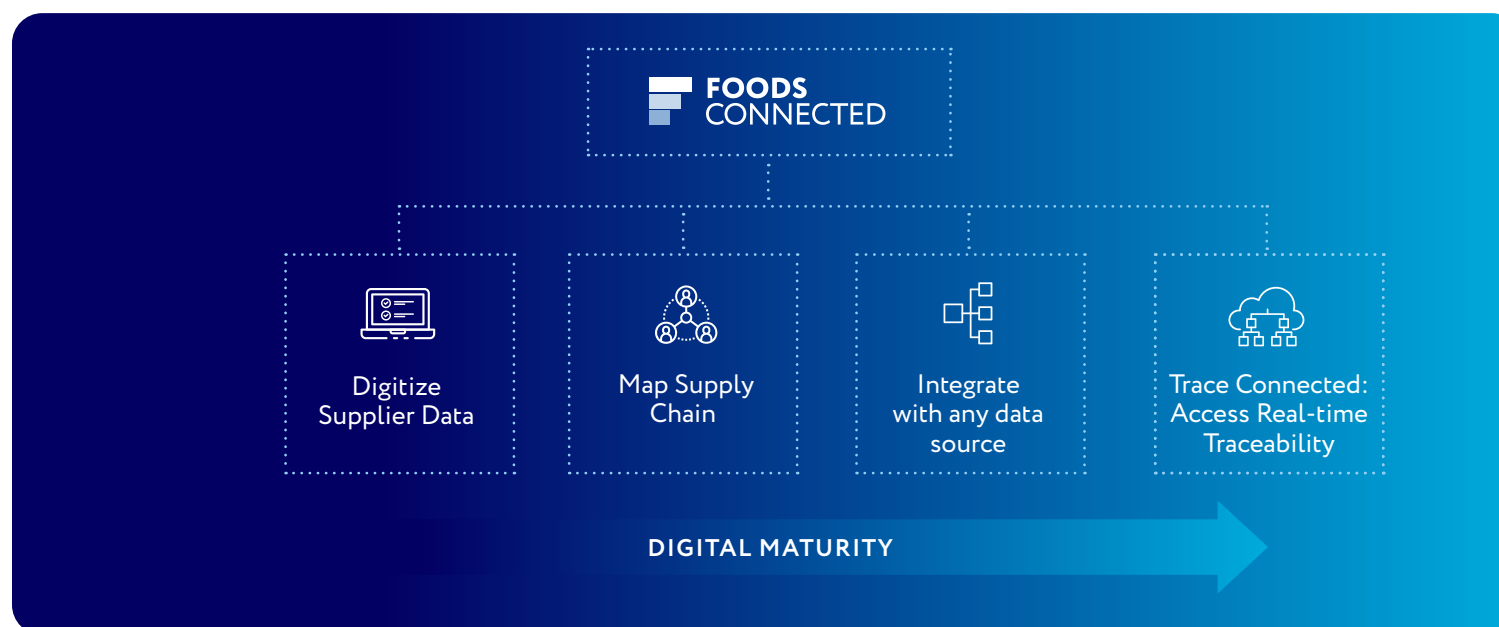 FOODS
CONNECTED
Digitize
Supplier Data
Map Supply
Chain
Integrate
with any data
source
Trace Connected:
Access Real-time
Traceability
DIGITAL MATURITY